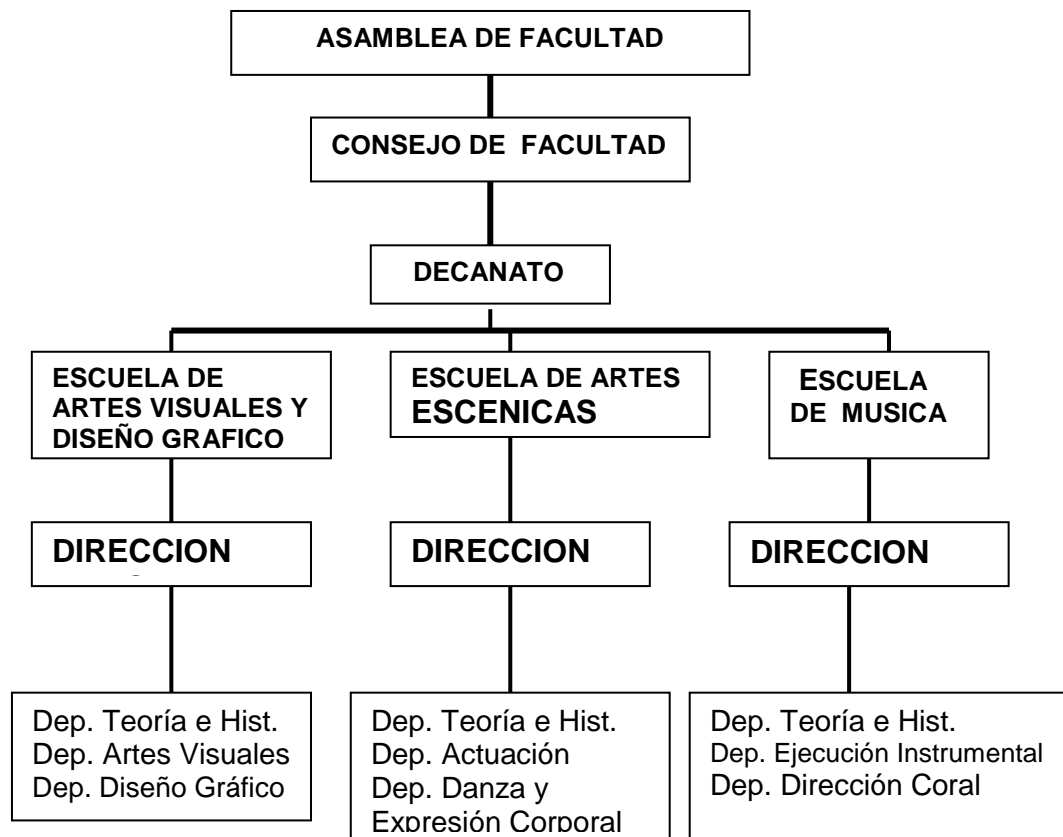 ASAMBLEA DE FACULTAD
CONSEJO DE FACULTAD
DECANATO
ESCUELA DE
ARTES VISUALES Y
DISEÑO GRAFICO
ESCUELA DE ARTES
ESCENICAS
ESCUELA
DE MUSICA
DIRECCION
DIRECCION
DIRECCION
Dep. Teoría e Hist.
Dep. Artes Visuales
Dep. Diseño Gráfico
Dep. Teoría e Hist.
Dep. Actuación
Dep. Danza y
Expresión Corporal
Dep. Teoría e Hist.
Dep. Ejecución Instrumental
Dep. Dirección Coral